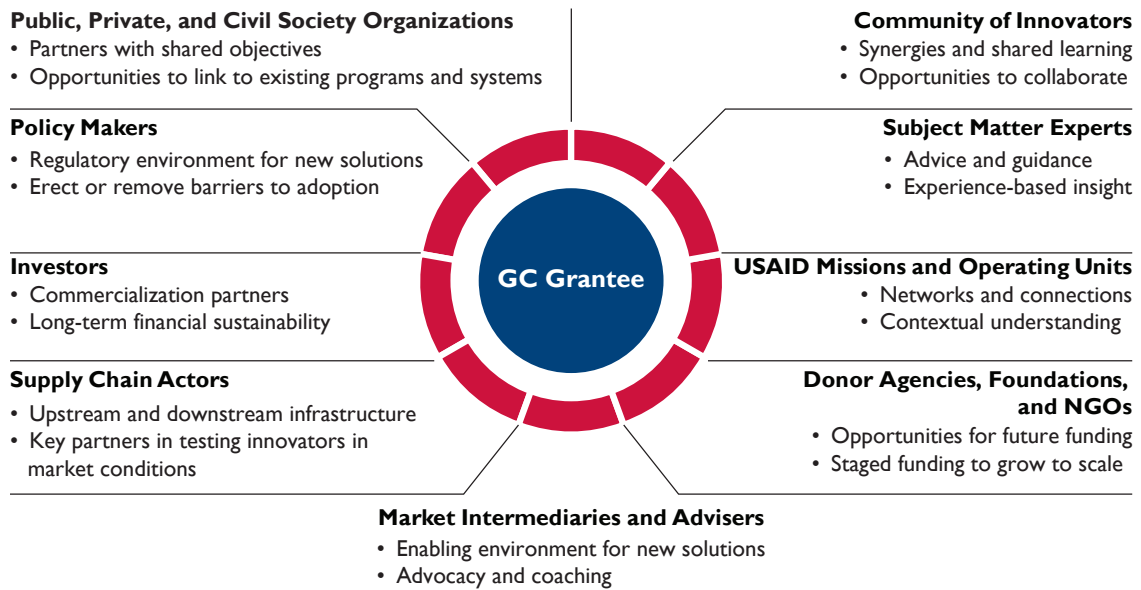 Public, Private, and Civil Society Organizations
• Partners with shared objectives
• Opportunities to link to existing programs and systems
Community of Innovators
• Synergies and shared learning
• Opportunities to collaborate
Policy Makers
• Regulatory environment for new solutions
• Erect or remove barriers to adoption
Subject Matter Experts
• Advice and guidance
• Experience-based insight
GC Grantee
Investors
• Commercialization partners
• Long-term financial sustainability
USAID Missions and Operating Units
• Networks and connections
• Contextual understanding
Supply Chain Actors
• Upstream and downstream infrastructure
• Key partners in testing innovators in
market conditions
Donor Agencies, Foundations,
and NGOs
• Opportunities for future funding
• Staged funding to grow to scale
Market Intermediaries and Advisers
• Enabling environment for new solutions
• Advocacy and coaching